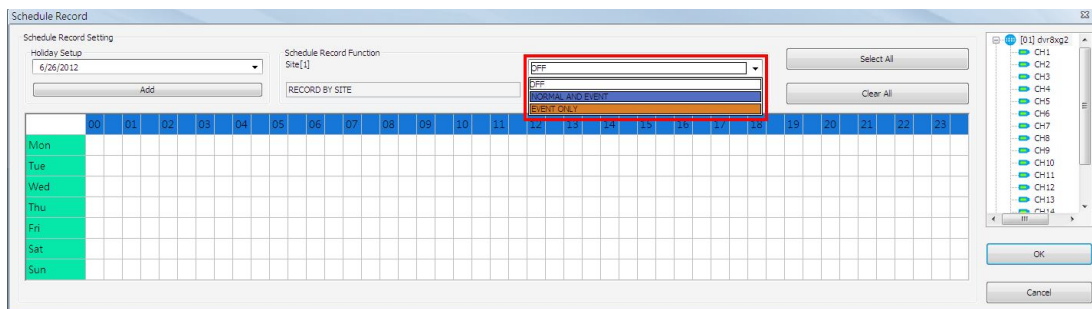 Schedule Record
Schedule Record Setting
Holiday Setup
6/26/2012
Add
Schedule Record Function
Site[1]
RECORD BY SITE
OFF
OFF
NORMAL AND EVENT
EVENT ONLY
Select All
Clear All
00 01 02 03 04 05 06 07 08 09 10 11 12 13 14 15 16 17 18 19 20 21 22 23
Mon
Tue
Wed
Thu
Fri
Sat
Sun
[01] dvr8xg2
CH1
CH2
CH3
CH4
CH5
CH6
CH7
CH8
CH9
CH10
CH11
CH12
CH13
CH14
OK
Cancel